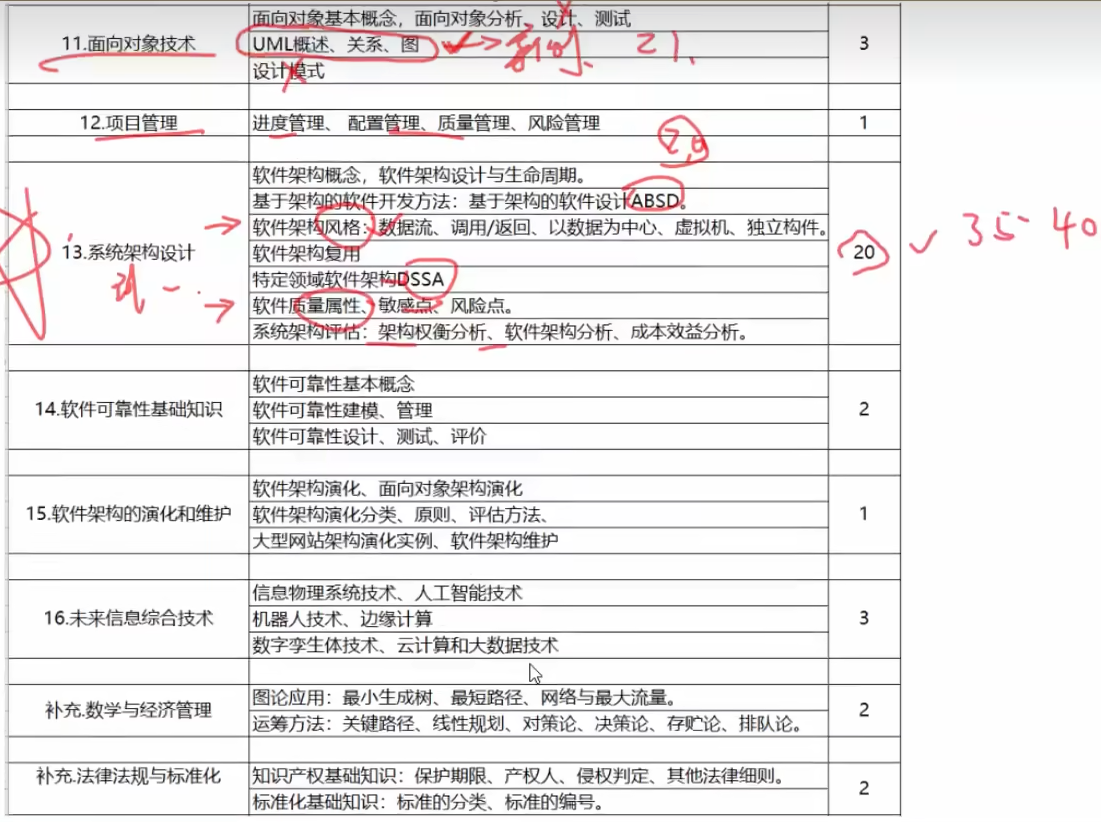 面向对象基本概念，面向对象分析、设计、测试
11.面向对象技术
UML概述、关系、图
案例
21、
3
设计模式
12.项目管理
进度管理、 配置管理、质量管理、风险管理
1
软件架构概念，软件架构设计与生命周期。
基于架构的软件开发方法：基于架构的软件设计ABSD。
软件架构风格：数据流、调用/返回、以数据为中心、虚拟机、独立构件。
13.系统架构设计
软件架构复用
20
35-40
特定领域软件架构DSSA
软件质量属性、敏感点、风险点。
系统架构评估：架构权衡分析、软件架构分析、成本效益分析。
软件可靠性基本概念
14.软件可靠性基础知识
软件可靠性建模、管理
2
软件可靠性设计、测试、评价
软件架构演化、面向对象架构演化
15.软件架构的演化和维护
软件架构演化分类、原则、评估方法、
1
大型网站架构演化实例、软件架构维护
信息物理系统技术、人工智能技术
16.未来信息综合技术
机器人技术、边缘计算
3
数字孪生体技术、云计算和大数据技术
补充.数学与经济管理
图论应用：最小生成树、最短路径、网络与最大流量。
2
运筹方法：关键路径、线性规划、对策论、决策论、存贮论、排队论。
补充.法律法规与标准化
知识产权基础知识：保护期限、产权人、侵权判定、其他法律细则。
2
标准化基础知识：标准的分类、标准的编号。